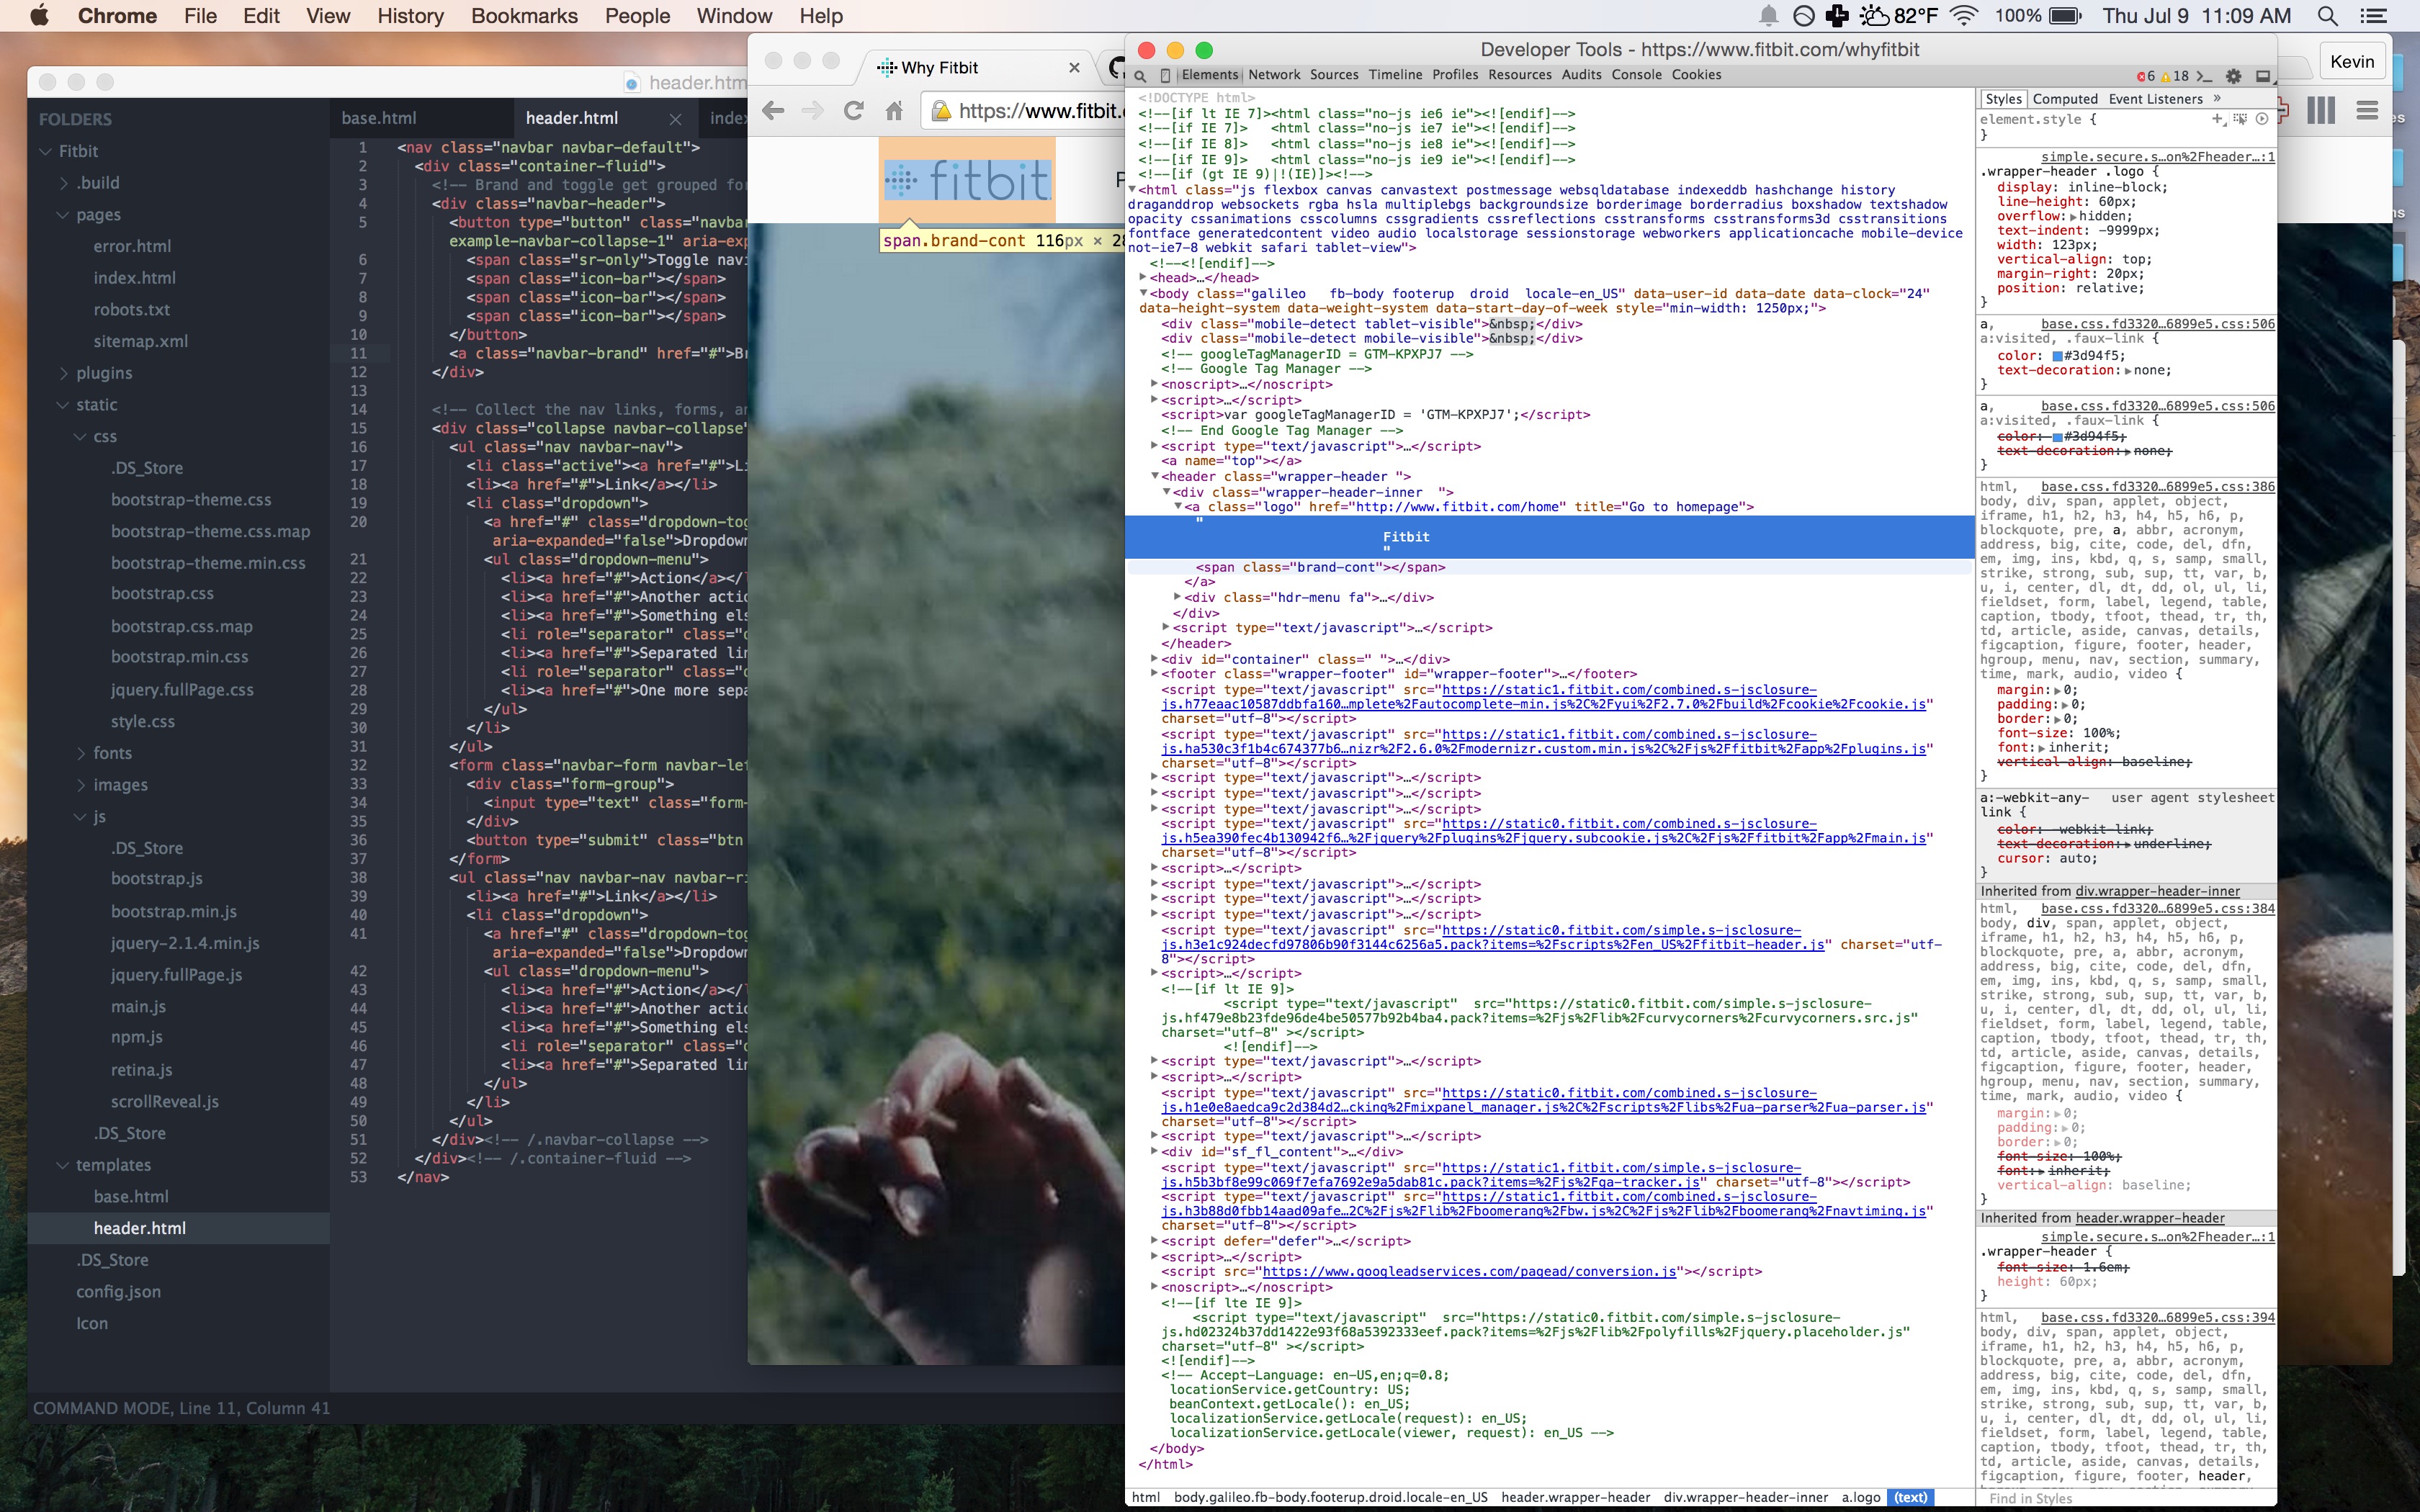 Chrome File Edit View History Bookmarks People Window Help
82°F 100% Thu Jul 9 11:09 AM
header.htm
FOLDERS
Fitbit
.build
pages
error.html
index.html
robots.txt
sitemap.xml
plugins
static
css
.DS_Store
bootstrap-theme.css
bootstrap-theme.css.map
bootstrap-theme.min.css
bootstrap.css
bootstrap.css.map
bootstrap.min.css
jquery.fullPage.css
style.css
fonts
images
js
.DS_Store
bootstrap.js
bootstrap.min.js
jquery-2.1.4.min.js
jquery.fullPage.js
main.js
npm.js
retina.js
scrollReveal.js
.DS_Store
templates
base.html
header.html
.DS_Store
config.json
Icon
COMMAND MODE, Line 11, Column 41
base.html header.html index
1 <nav class="navbar navbar-default">
2 <div class="container-fluid">
3 <!-- Brand and toggle get grouped for
4 <div class="navbar-header">
5 <button type="button" class="navbar
example-navbar-collapse-1" aria-exp
6 <span class="sr-only">Toggle navi
7 <span class="icon-bar"></span>
8 <span class="icon-bar"></span>
9 <span class="icon-bar"></span>
10 </button>
11 <a class="navbar-brand" href="#">Br
12 </div>
13
14 <!-- Collect the nav links, forms, an
15 <div class="collapse navbar-collapse"
16 <ul class="nav navbar-nav">
17 <li class="active"><a href="#">Li
18 <li><a href="#">Link</a></li>
19 <li class="dropdown">
20 <a href="#" class="dropdown-tog
aria-expanded="false">Dropdown
21 <ul class="dropdown-menu">
22 <li><a href="#">Action</a></l
23 <li><a href="#">Another actio
24 <li><a href="#">Something els
25 <li role="separator" class="d
26 <li><a href="#">Separated lin
27 <li role="separator" class="d
28 <li><a href="#">One more sepa
29 </ul>
30 </li>
31 </ul>
32 <form class="navbar-form navbar-lef
33 <div class="form-group">
34 <input type="text" class="form-
35 </div>
36 <button type="submit" class="btn
37 </form>
38 <ul class="nav navbar-nav navbar-ri
39 <li><a href="#">Link</a></li>
40 <li class="dropdown">
41 <a href="#" class="dropdown-tog
aria-expanded="false">Dropdown
42 <ul class="dropdown-menu">
43 <li><a href="#">Action</a></l
44 <li><a href="#">Another actio
45 <li><a href="#">Something els
46 <li role="separator" class="d
47 <li><a href="#">Separated lin
48 </ul>
49 </li>
50 </ul>
51 </div><!-- /.navbar-collapse -->
52 </div><!-- /.container-fluid -->
53 </nav>
Why Fitbit
https://www.fitbit.c
fitbit
span.brand-cont 116px × 28
Kevin
Developer Tools - https://www.fitbit.com/whyfitbit
Elements Network Sources Timeline Profiles Resources Audits Console Cookies 6 18
<!DOCTYPE html>
<!--[if lt IE 7]><html class="no-js ie6 ie"><![endif]-->
<!--[if IE 7]> <html class="no-js ie7 ie"><![endif]-->
<!--[if IE 8]> <html class="no-js ie8 ie"><![endif]-->
<!--[if IE 9]> <html class="no-js ie9 ie"><![endif]-->
<!--[if (gt IE 9)|!(IE)]><!-->
<html class="js flexbox canvas canvastext postmessage websqldatabase indexeddb hashchange history
draganddrop websockets rgba hsla multiplebgs backgroundsize borderimage borderradius boxshadow textshadow
opacity cssanimations csscolumns cssgradients cssreflections csstransforms csstransforms3d csstransitions
fontface generatedcontent video audio localstorage sessionstorage webworkers applicationcache mobile-device
not-ie7-8 webkit safari tablet-view">
<!--<![endif]-->
<head>…</head>
<body class="galileo fb-body footerup droid locale-en_US" data-user-id data-date data-clock="24"
data-height-system data-weight-system data-start-day-of-week style="min-width: 1250px;">
<div class="mobile-detect tablet-visible">&nbsp;</div>
<div class="mobile-detect mobile-visible">&nbsp;</div>
<!-- googleTagManagerID = GTM-KPXPJ7 -->
<!-- Google Tag Manager -->
<noscript>…</noscript>
<script>…</script>
<script>var googleTagManagerID = 'GTM-KPXPJ7';</script>
<!-- End Google Tag Manager -->
<script type="text/javascript">…</script>
<a name="top"></a>
<header class="wrapper-header ">
<div class="wrapper-header-inner ">
<a class="logo" href="http://www.fitbit.com/home" title="Go to homepage">
"
Fitbit
"
<span class="brand-cont"></span>
</a>
<div class="hdr-menu fa">…</div>
</div>
<script type="text/javascript">…</script>
</header>
<div id="container" class=" ">…</div>
<footer class="wrapper-footer" id="wrapper-footer">…</footer>
<script type="text/javascript" src="https://static1.fitbit.com/combined.s-jsclosure-
js.h77eaac10587ddbfa160…mplete%2Fautocomplete-min.js%2C%2Fyui%2F2.7.0%2Fbuild%2Fcookie%2Fcookie.js"
charset="utf-8"></script>
<script type="text/javascript" src="https://static1.fitbit.com/combined.s-jsclosure-
js.ha530c3f1b4c674377b6…nizr%2F2.6.0%2Fmodernizr.custom.min.js%2C%2Fjs%2Ffitbit%2Fapp%2Fplugins.js"
charset="utf-8"></script>
<script type="text/javascript">…</script>
<script type="text/javascript">…</script>
<script type="text/javascript">…</script>
<script type="text/javascript" src="https://static0.fitbit.com/combined.s-jsclosure-
js.h5ea390fec4b130942f6…%2Fjquery%2Fplugins%2Fjquery.subcookie.js%2C%2Fjs%2Ffitbit%2Fapp%2Fmain.js"
charset="utf-8"></script>
<script>…</script>
<script type="text/javascript">…</script>
<script type="text/javascript">…</script>
<script type="text/javascript">…</script>
<script type="text/javascript" src="https://static0.fitbit.com/simple.s-jsclosure-
js.h3e1c924decfd97806b90f3144c6256a5.pack?items=%2Fscripts%2Fen_US%2Ffitbit-header.js" charset="utf-
8"></script>
<script>…</script>
<!--[if lt IE 9]>
<script type="text/javascript" src="https://static0.fitbit.com/simple.s-jsclosure-
js.hf479e8b23fde96de4be50577b92b4ba4.pack?items=%2Fjs%2Flib%2Fcurvycorners%2Fcurvycorners.src.js"
charset="utf-8" ></script>
<![endif]-->
<script type="text/javascript">…</script>
<script>…</script>
<script type="text/javascript" src="https://static0.fitbit.com/combined.s-jsclosure-
js.h1e0e8aedca9c2d384d2…cking%2Fmixpanel_manager.js%2C%2Fscripts%2Flibs%2Fua-parser%2Fua-parser.js"
charset="utf-8"></script>
<script type="text/javascript">…</script>
<div id="sf_fl_content">…</div>
<script type="text/javascript" src="https://static1.fitbit.com/simple.s-jsclosure-
js.h5b3bf8e99c069f7efa7692e9a5dab81c.pack?items=%2Fjs%2Fga-tracker.js" charset="utf-8"></script>
<script type="text/javascript" src="https://static1.fitbit.com/combined.s-jsclosure-
js.h3b88d0fbb14aad09afe…2C%2Fjs%2Flib%2Fboomerang%2Fbw.js%2C%2Fjs%2Flib%2Fboomerang%2Fnavtiming.js"
charset="utf-8"></script>
<script defer="defer">…</script>
<script>…</script>
<script src="https://www.googleadservices.com/pagead/conversion.js"></script>
<noscript>…</noscript>
<!--[if lte IE 9]>
<script type="text/javascript" src="https://static0.fitbit.com/simple.s-jsclosure-
js.hd02324b37dd1422e93f68a5392333eef.pack?items=%2Fjs%2Flib%2Fpolyfills%2Fjquery.placeholder.js"
charset="utf-8" ></script>
<![endif]-->
<!-- Accept-Language: en-US,en;q=0.8;
locationService.getCountry: US;
beanContext.getLocale(): en_US;
localizationService.getLocale(request): en_US;
localizationService.getLocale(viewer, request): en_US -->
</body>
</html>
html body.galileo.fb-body.footerup.droid.locale-en_US header.wrapper-header div.wrapper-header-inner a.logo (text)
Styles Computed Event Listeners »
element.style {
}
simple.secure.s…on%2Fheader…:1
.wrapper-header .logo {
display: inline-block;
line-height: 60px;
overflow: hidden;
text-indent: -9999px;
width: 123px;
vertical-align: top;
margin-right: 20px;
position: relative;
}
a, base.css.fd3320…6899e5.css:506
a:visited, .faux-link {
color: #3d94f5;
text-decoration: none;
}
a, base.css.fd3320…6899e5.css:506
a:visited, .faux-link {
color: #3d94f5;
text-decoration: none;
}
html, base.css.fd3320…6899e5.css:386
body, div, span, applet, object,
iframe, h1, h2, h3, h4, h5, h6, p,
blockquote, pre, a, abbr, acronym,
address, big, cite, code, del, dfn,
em, img, ins, kbd, q, s, samp, small,
strike, strong, sub, sup, tt, var, b,
u, i, center, dl, dt, dd, ol, ul, li,
fieldset, form, label, legend, table,
caption, tbody, tfoot, thead, tr, th,
td, article, aside, canvas, details,
figcaption, figure, footer, header,
hgroup, menu, nav, section, summary,
time, mark, audio, video {
margin: 0;
padding: 0;
border: 0;
font-size: 100%;
font: inherit;
vertical-align: baseline;
}
a:-webkit-any- user agent stylesheet
link {
color: -webkit-link;
text-decoration: underline;
cursor: auto;
}
Inherited from div.wrapper-header-inner
html, base.css.fd3320…6899e5.css:384
body, div, span, applet, object,
iframe, h1, h2, h3, h4, h5, h6, p,
blockquote, pre, a, abbr, acronym,
address, big, cite, code, del, dfn,
em, img, ins, kbd, q, s, samp, small,
strike, strong, sub, sup, tt, var, b,
u, i, center, dl, dt, dd, ol, ul, li,
fieldset, form, label, legend, table,
caption, tbody, tfoot, thead, tr, th,
td, article, aside, canvas, details,
figcaption, figure, footer, header,
hgroup, menu, nav, section, summary,
time, mark, audio, video {
margin: 0;
padding: 0;
border: 0;
font-size: 100%;
font: inherit;
vertical-align: baseline;
}
Inherited from header.wrapper-header
simple.secure.s…on%2Fheader…:1
.wrapper-header {
font-size: 1.6em;
height: 60px;
}
html, base.css.fd3320…6899e5.css:394
body, div, span, applet, object,
iframe, h1, h2, h3, h4, h5, h6, p,
blockquote, pre, a, abbr, acronym,
address, big, cite, code, del, dfn,
em, img, ins, kbd, q, s, samp, small,
strike, strong, sub, sup, tt, var, b,
u, i, center, dl, dt, dd, ol, ul, li,
fieldset, form, label, legend, table,
caption, tbody, tfoot, thead, tr, th,
td, article, aside, canvas, details,
figcaption, figure, footer, header,
Find in Styles